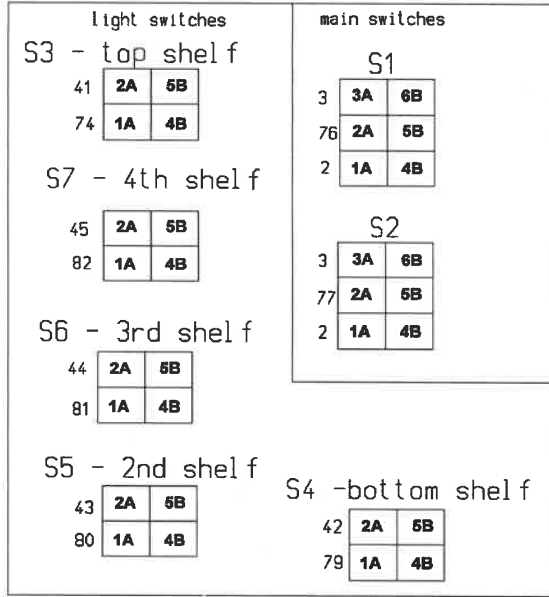 light switches
S3 - top shelf
41 2A 5B
74 1A 4B
S7 - 4th shelf
45 2A 5B
82 1A 4B
S6 - 3rd shelf
44 2A 5B
81 1A 4B
S5 - 2nd shelf
43 2A 5B
80 1A 4B
main switches
S1
3 3A 6B
76 2A 5B
2 1A 4B
S2
3 3A 6B
77 2A 5B
2 1A 4B
S4 -bottom shelf
42 2A 5B
79 1A 4B